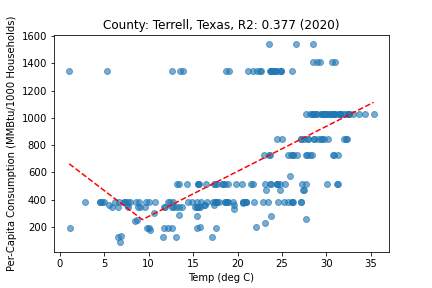 County: Terrell, Texas, R2: 0.377 (2020)
Per-Capita Consumption (MMBtu/1000 Households)
1600
1400
1200
1000
800
600
400
200
0 5 10 15 20 25 30 35
Temp (deg C)